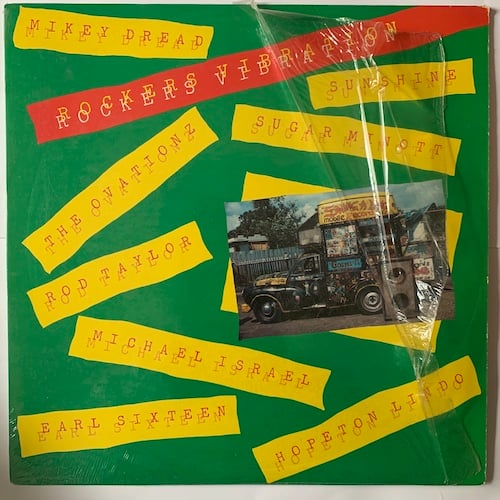 MIKEY DREAD
ROCKERS VIBRATION
SUNSHINE
SUGAR MINOTT
THE OVATIONZ
ROD TAYLOR
MICHAEL ISRAEL
EARL SIXTEEN
HOPETON LINDO